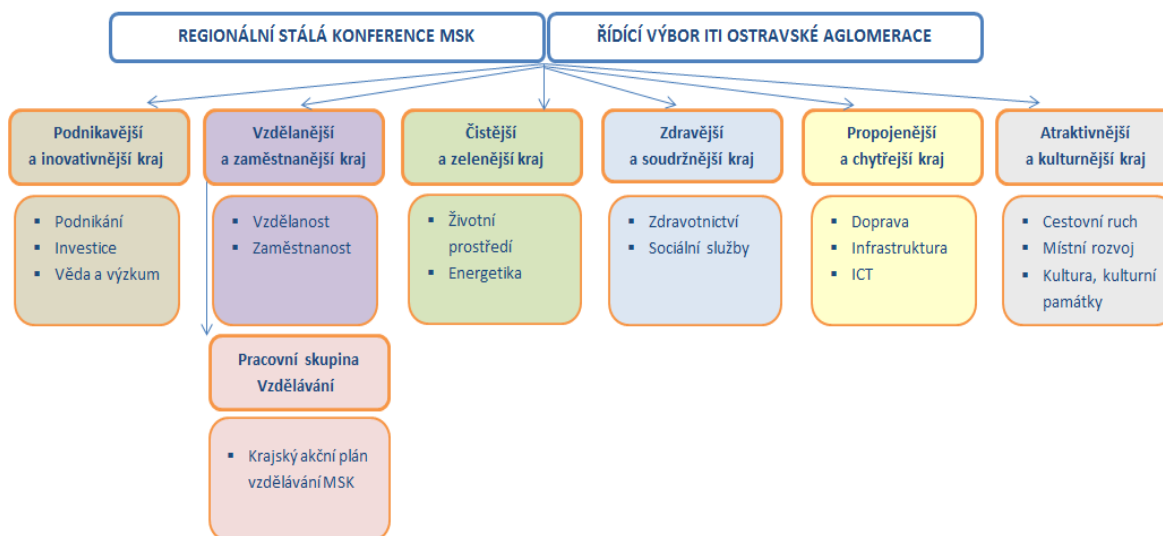 REGIONÁLNÍ STÁLÁ KONFERENCE MSK
ŘÍDÍCÍ VÝBOR ITI OSTRAVSKÉ AGLOMERACE
Podnikavější
a inovativnější kraj
▪ Podnikání
▪ Investice
▪ Věda a výzkum
Vzdělanější
a zaměstnanější kraj
▪ Vzdělanost
▪ Zaměstnanost
Pracovní skupina
Vzdělávání
▪ Krajský akční plán
vzdělávání MSK
Čistější
a zelenější kraj
▪ Životní
prostředí
▪ Energetika
Zdravější
a soudržnější kraj
▪ Zdravotnictví
▪ Sociální služby
Propojenější
a chytřejší kraj
▪ Doprava
▪ Infrastruktura
▪ ICT
Atraktivnější
a kulturnější kraj
▪ Cestovní ruch
▪ Místní rozvoj
▪ Kultura, kulturní
památky